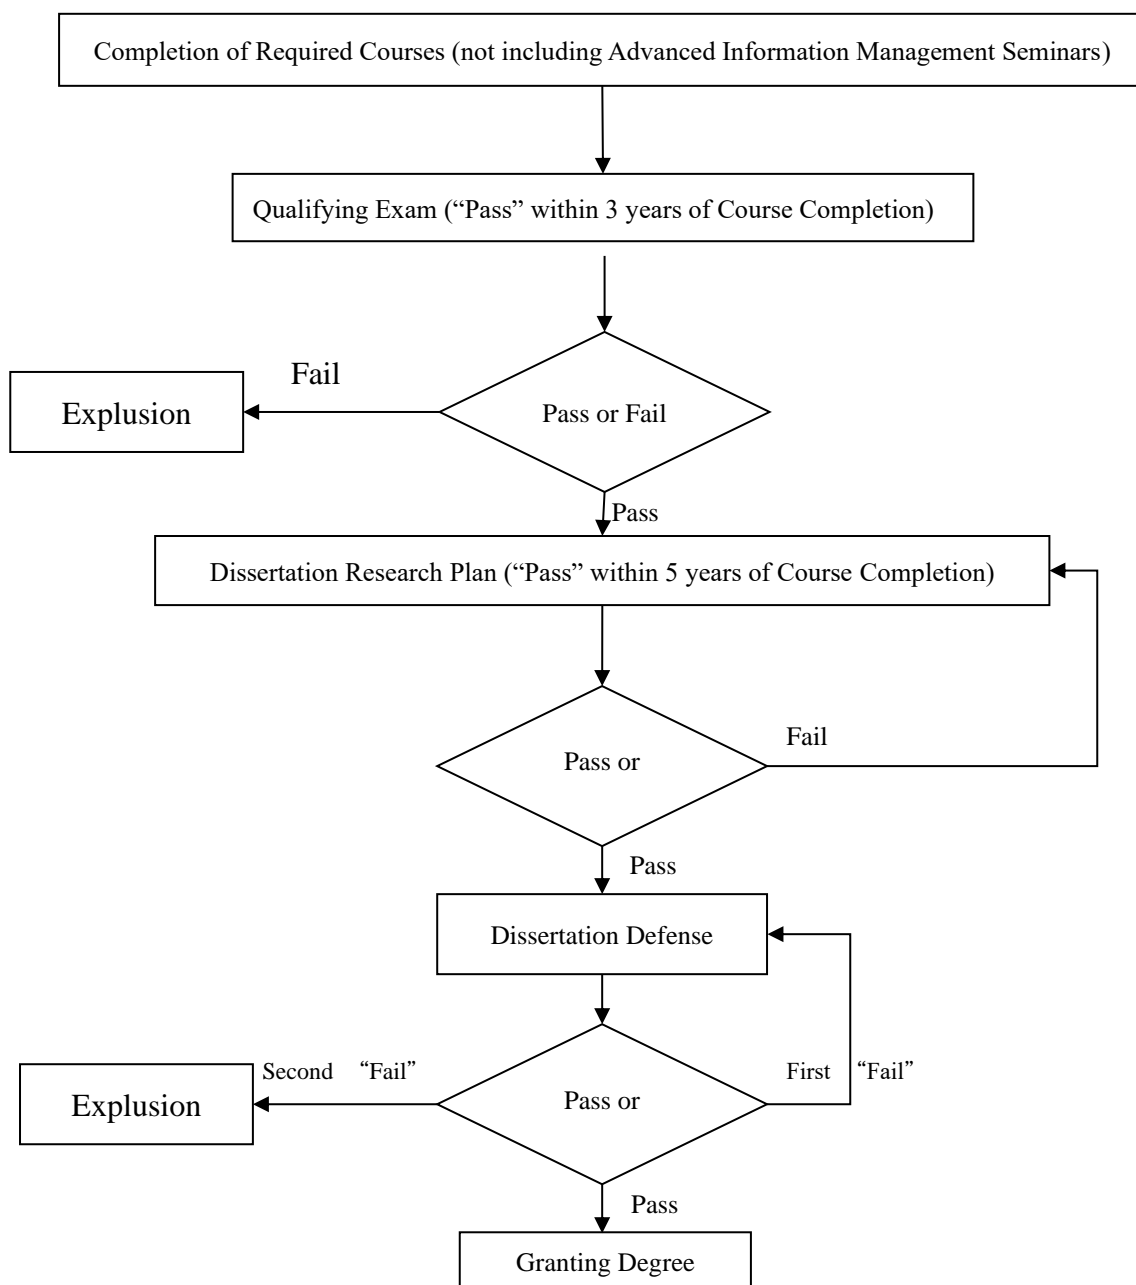 Completion of Required Courses (not including Advanced Information Management Seminars)
Qualifying Exam (“Pass” within 3 years of Course Completion)
Fail
Explusion
Pass or Fail
Pass
Dissertation Research Plan (“Pass” within 5 years of Course Completion)
Fail
Pass or
Pass
Dissertation Defense
Second “Fail”
First “Fail”
Explusion
Pass or
Pass
Granting Degree